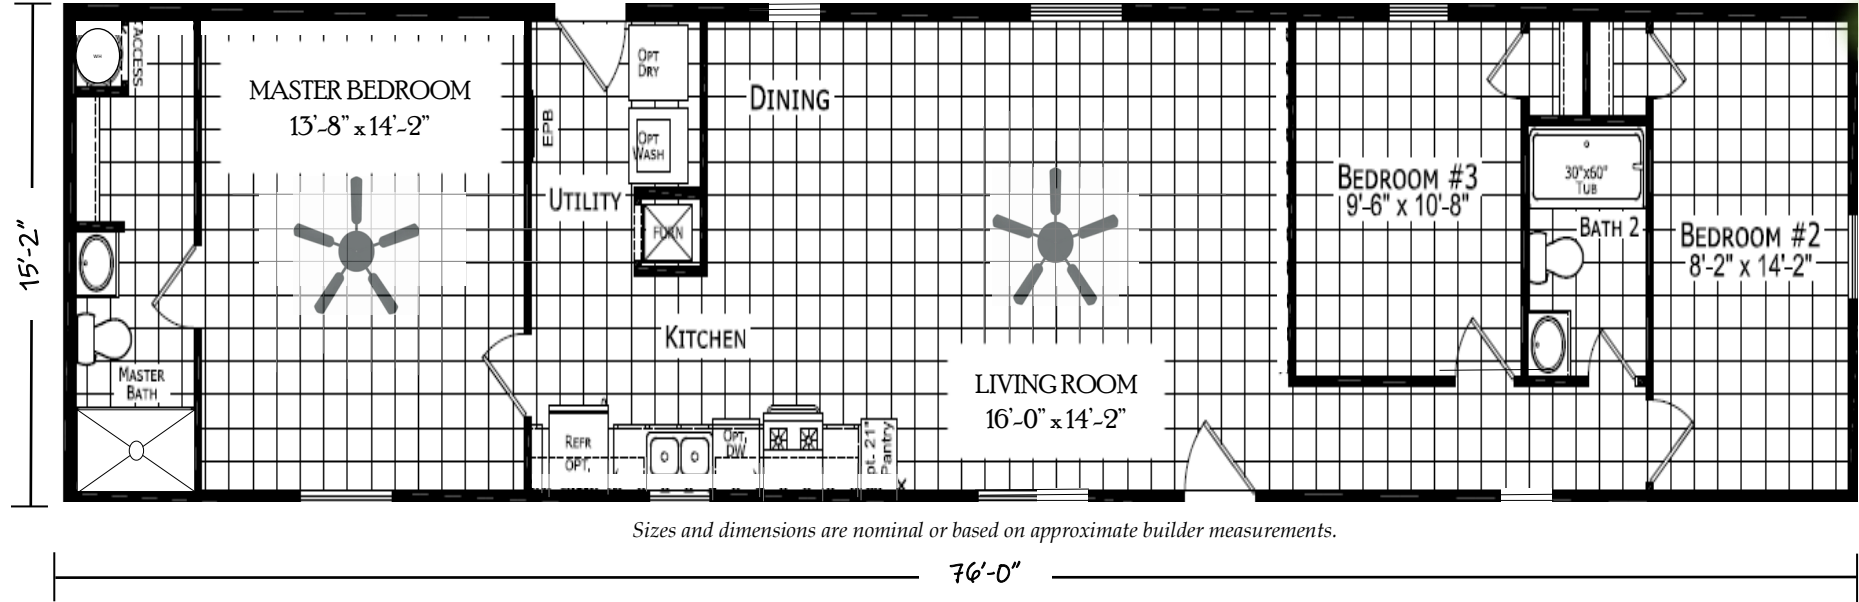 ACCESS
WH
MASTER BEDROOM
13'-8" x 14'-2"
OPT
DRY
DINING
EPB
OPT
WASH
UTILITY
FURN
BEDROOM #3
9'-6" x 10'-8"
30"x60"
TUB
BATH 2
BEDROOM #2
8'-2" x 14'-2"
15'-2"
KITCHEN
MASTER
BATH
LIVING ROOM
16'-0" x 14'-2"
REFR
OPT.
OPT.
DW
pt. 21"
Pantry
Sizes and dimensions are nominal or based on approximate builder measurements.
76'-0"